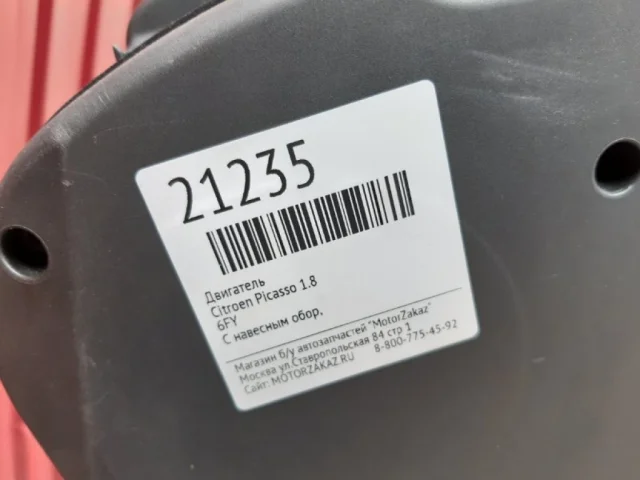 21235
Двигатель
Citroen Picasso 1.8
6FY
С навесным обор.
Магазин б/у автозапчастей "MotorZakaz"
Москва ул.Ставропольская 84 стр 1
Сайт: MOTORZAKAZ.RU 8-800-775-45-92